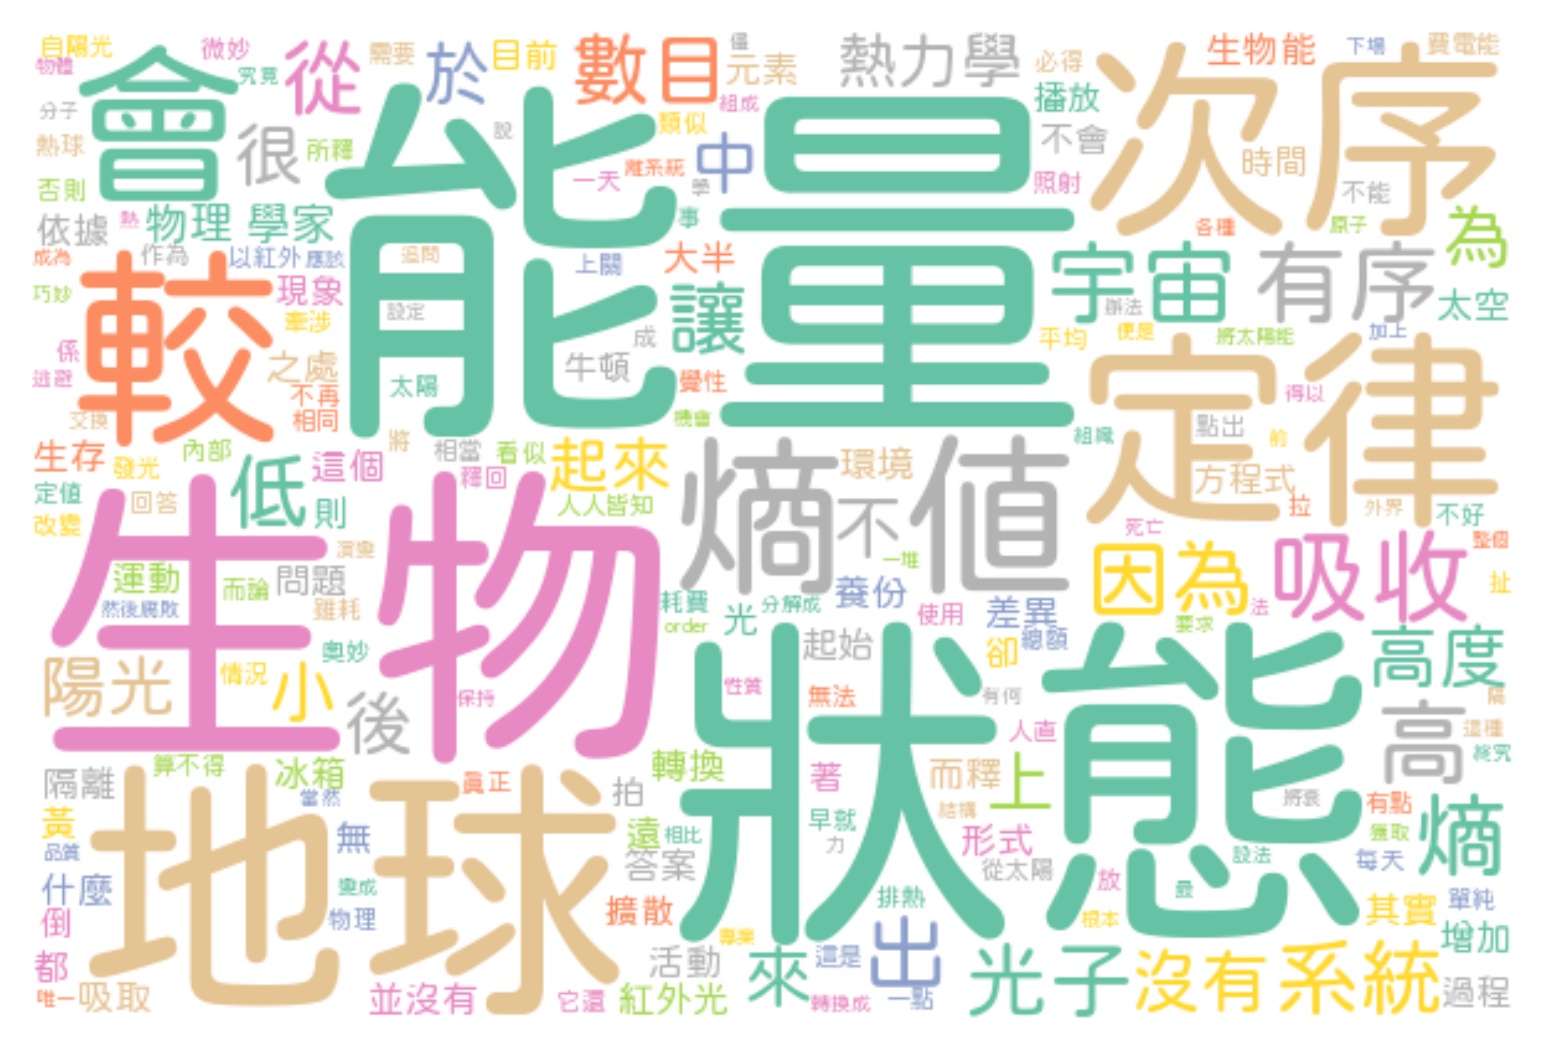 自陽光
微妙
需要
目前
數目
僅
元素
熱力學
必得
生物能
下場
費電能
物體
究竟
從
於
會
次序
分子
組成
播放
熱球
很
所釋
說
類似
中
不會
時間
能量
否則
離系統
一天
學
照射
不能
依據
熱
物理
學家
事
各種
原子
為
成為
作為
以紅外
應該
追問
上關
大半
宇宙
有序
巧妙
較
現象
設定
讓
辦法
太空
牽涉
成
係
之處
牛頓
平均
便是
將太陽能
加上
逃避
太陽
覺性
不再
相同
得以
定律
交換
機會
點出
將
組織
前
生存
發光
內部
這個
相當
看似
起來
熵值
環境
方程式
定值
回答
低
則
釋回
人人皆知
不
拉
外界
不好
改變
死亡
演變
整個
生物
一堆
因為
吸收
運動
而論
問題
養份
扯
然後腐敗
雖耗
耗費
光
分解成
使用
差異
法
order
要求
奧妙
起始
卻
總額
高度
陽光
情況
小
後
保持
性質
無法
有何
隔
狀態
人直
高
這種
終究
隔離
算不得
冰箱
當然
真正
拍
轉換
著
而釋
上
將衰
有點
黃
地球
結構
無
遠
相比
早就
力
形式
獲取
熵
品質
答案
從太陽
設法
每天
什麼
變成
放
最
排熱
單純
倒
物理
擴散
根本
其實
專業
出
增加
都
活動
來
這是
光子
沒有
系統
唯一
吸取
並沒有
它還
紅外光
轉換成
一點
過程